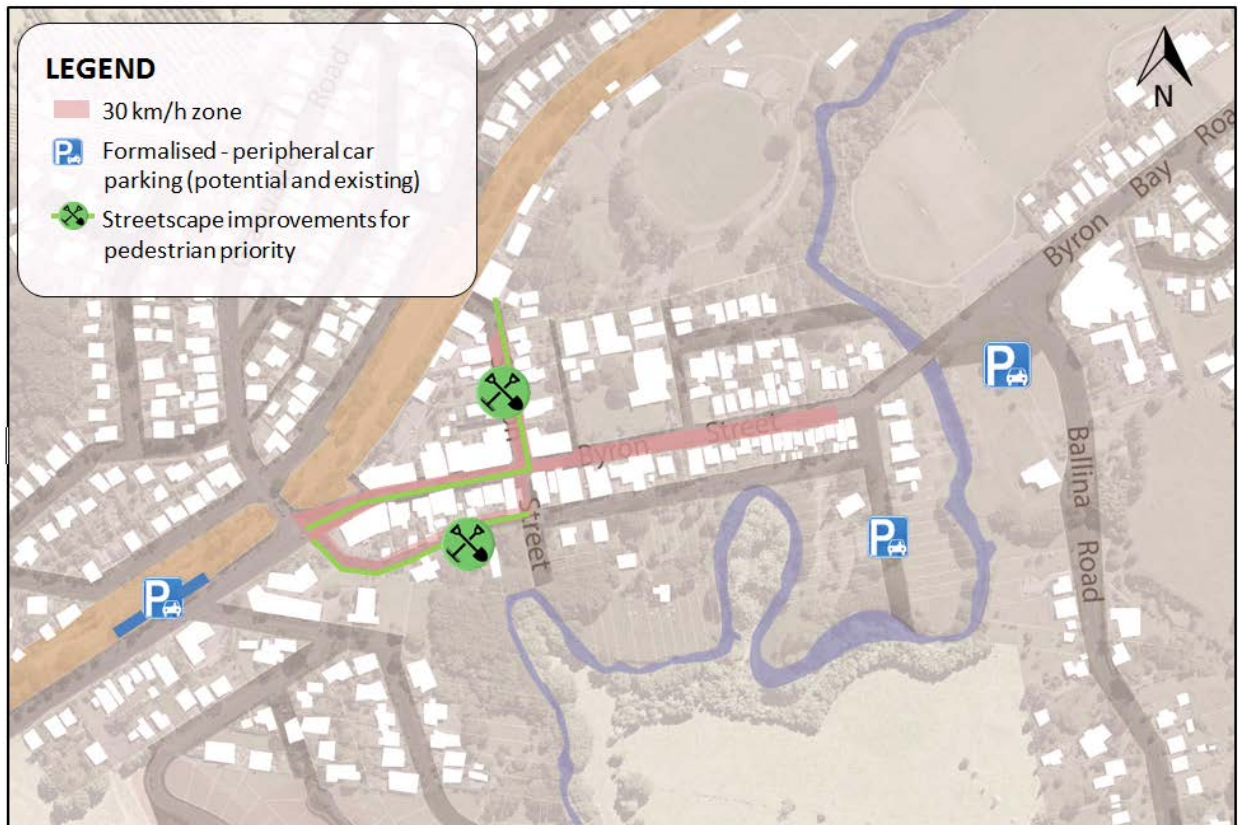 LEGEND
30 km/h zone
Formalised - peripheral car
parking (potential and existing)
Streetscape improvements for
pedestrian priority
N
Road
Byron Bay
Byron Street
Street
Ballina Road
P
P
P